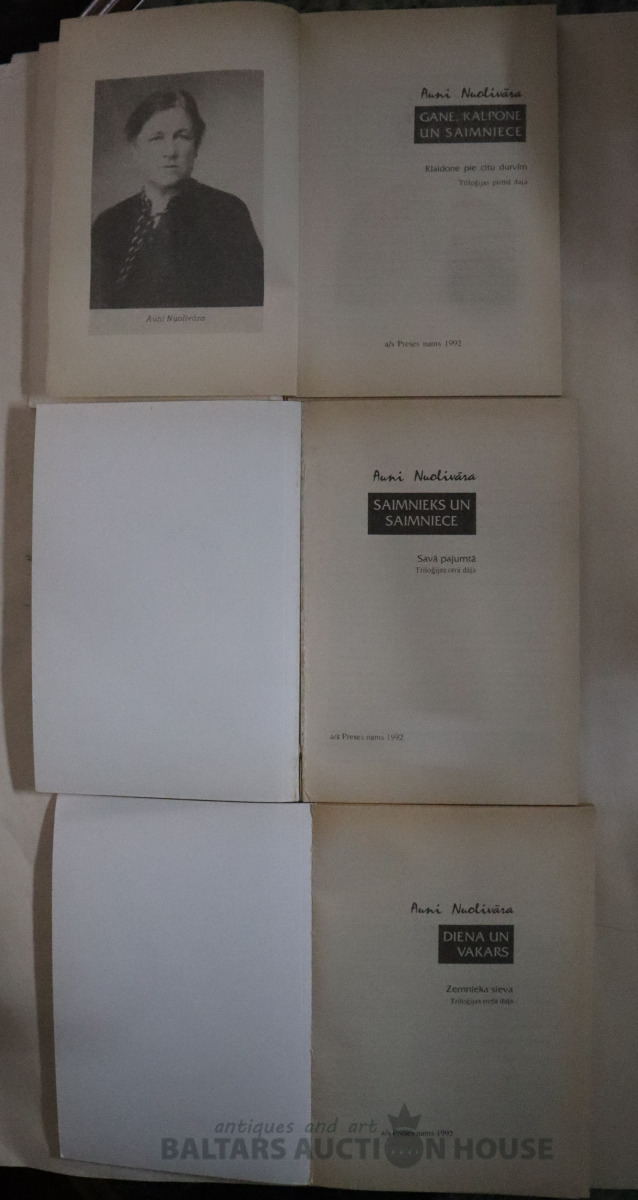 Auni Nuolivāra
GANE, KALPONE
UN SAIMNIECE
Klaidone pie citu durvīm
Triloģijas pirmā daļa
Auņi Nuolivāra
a/s Preses nams 1992
Auni Nuolivāra
SAIMNIEKS UN
SAIMNIECE
Savā pajumtā
Triloģijas otrā daļa
a/s Preses nams 1992
Auni Nuolivāra
DIENA UN
VAKARS
Zemnieka sieva
Triloģijas trešā daļa
a/s Preses nams 1992
antiques and art
BALTARS AUCTION HOUSE